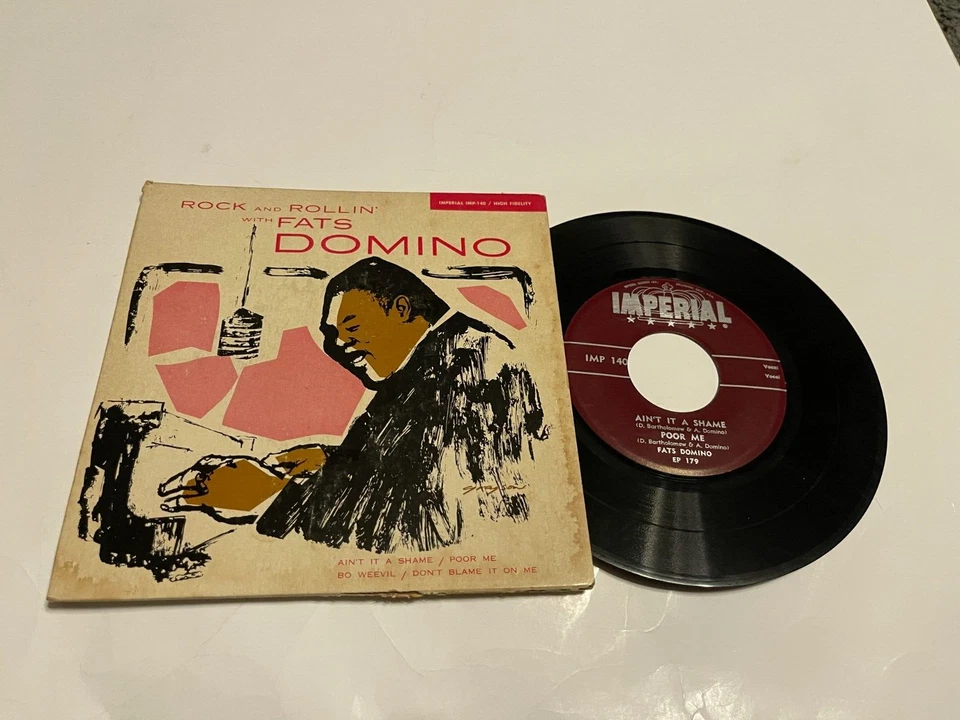 ROCK AND ROLLIN'
WITH FATS
DOMINO
IMPERIAL IMP-140 / HIGH FIDELITY
AIN'T IT A SHAME / POOR ME
BO WEEVIL / DON'T BLAME IT ON ME
IMPERIAL
IMP 140
Vocal
Vocal
AIN'T IT A SHAME
(D. Bartholomew & A. Domino)
POOR ME
(D. Bartholomew & A. Domino)
FATS DOMINO
EP 179